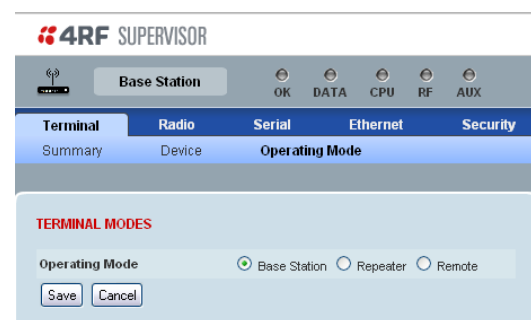 4RF SUPERVISOR
Base Station OK DATA CPU RF AUX
Terminal Radio Serial Ethernet Security
Summary Device Operating Mode
TERMINAL MODES
Operating Mode Base Station Repeater Remote
Save Cancel